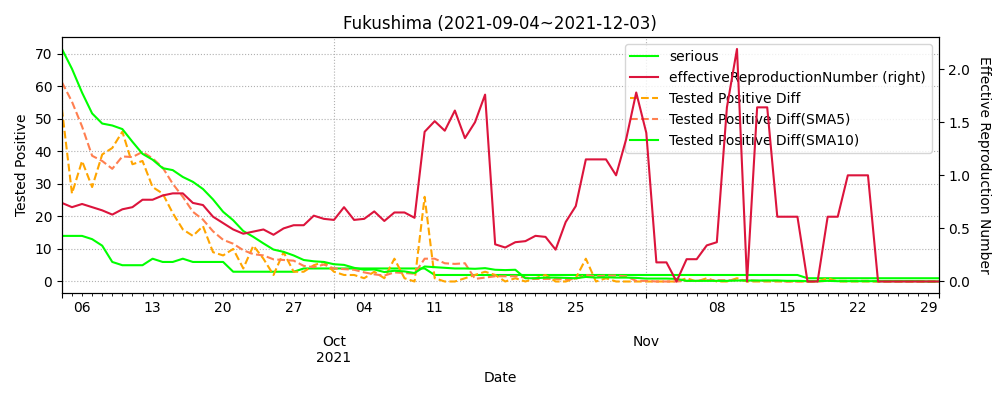 Fukushima (2021-09-04~2021-12-03)
serious
effectiveReproductionNumber (right)
Tested Positive Diff
Tested Positive Diff(SMA5)
Tested Positive Diff(SMA10)
Tested Positive
70
60
50
40
30
20
10
0
2.0
1.5
1.0
0.5
0.0
Effective Reproduction Number
06 13 20 27 04 11 18 25 08 15 22 29
Oct Nov
2021
Date